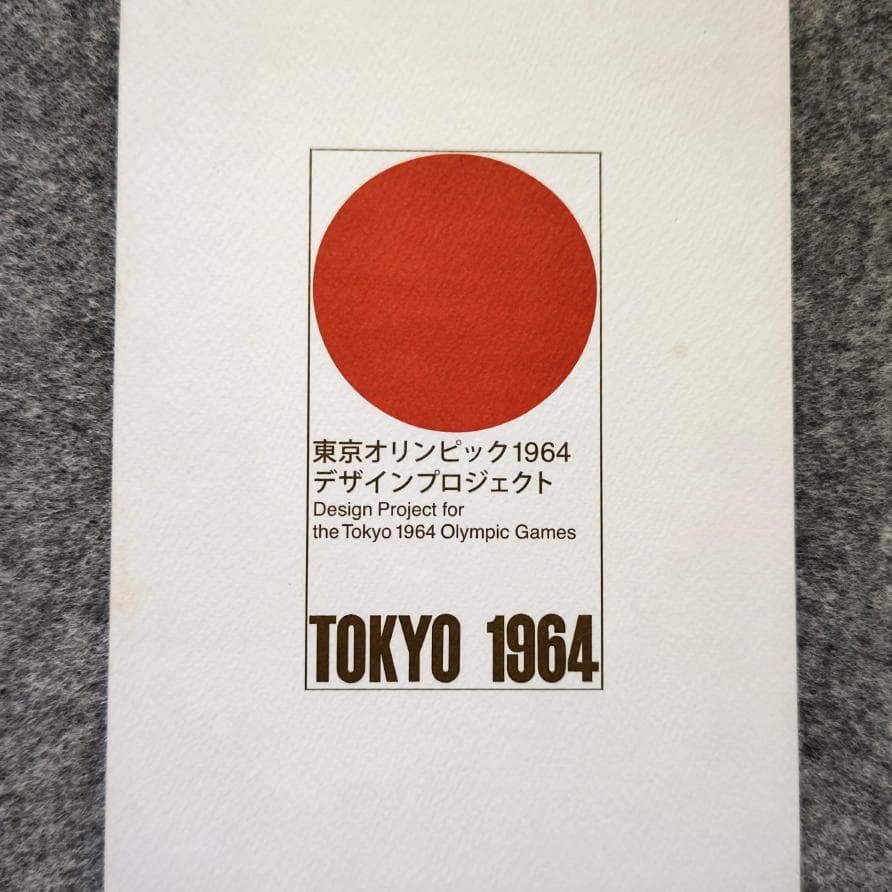 東京オリンピック1964
デザインプロジェクト
Design Project for
the Tokyo 1964 Olympic Games
TOKYO 1964